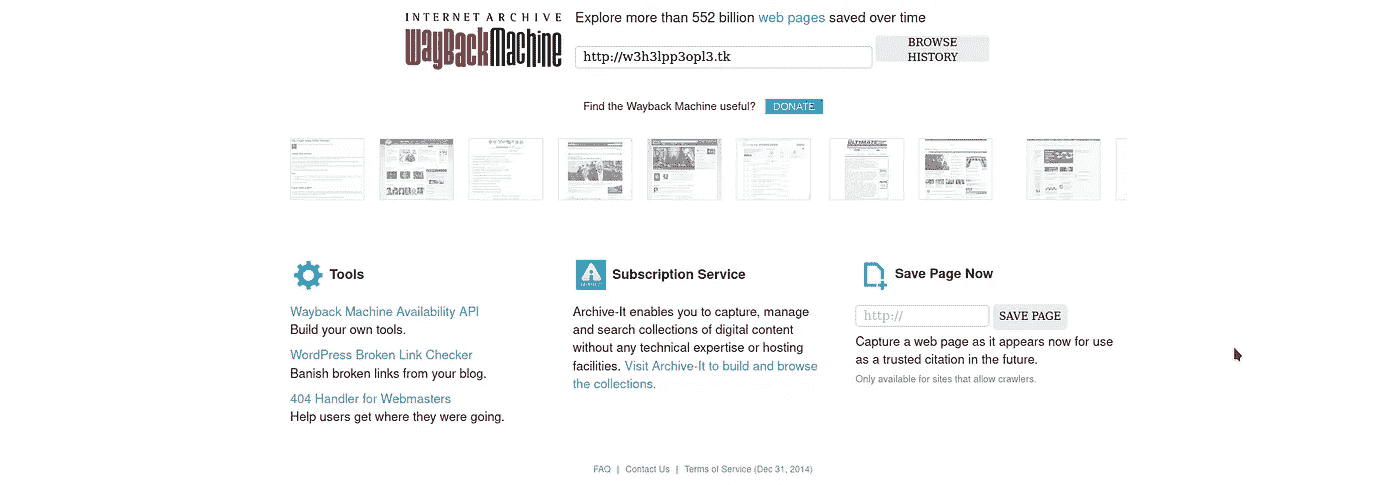 INTERNET ARCHIVE
WayBackMachine
Explore more than 552 billion web pages saved over time
http://w3h3lpp3opl3.tk
BROWSE
HISTORY
Find the Wayback Machine useful? DONATE
ULTIMATE
Tools
Wayback Machine Availability API
Build your own tools.
WordPress Broken Link Checker
Banish broken links from your blog.
404 Handler for Webmasters
Help users get where they were going.
Subscription Service
Archive-It enables you to capture, manage
and search collections of digital content
without any technical expertise or hosting
facilities. Visit Archive-It to build and browse
the collections.
Save Page Now
http://
SAVE PAGE
Capture a web page as it appears now for use
as a trusted citation in the future.
Only available for sites that allow crawlers.
FAQ | Contact Us | Terms of Service (Dec 31, 2014)